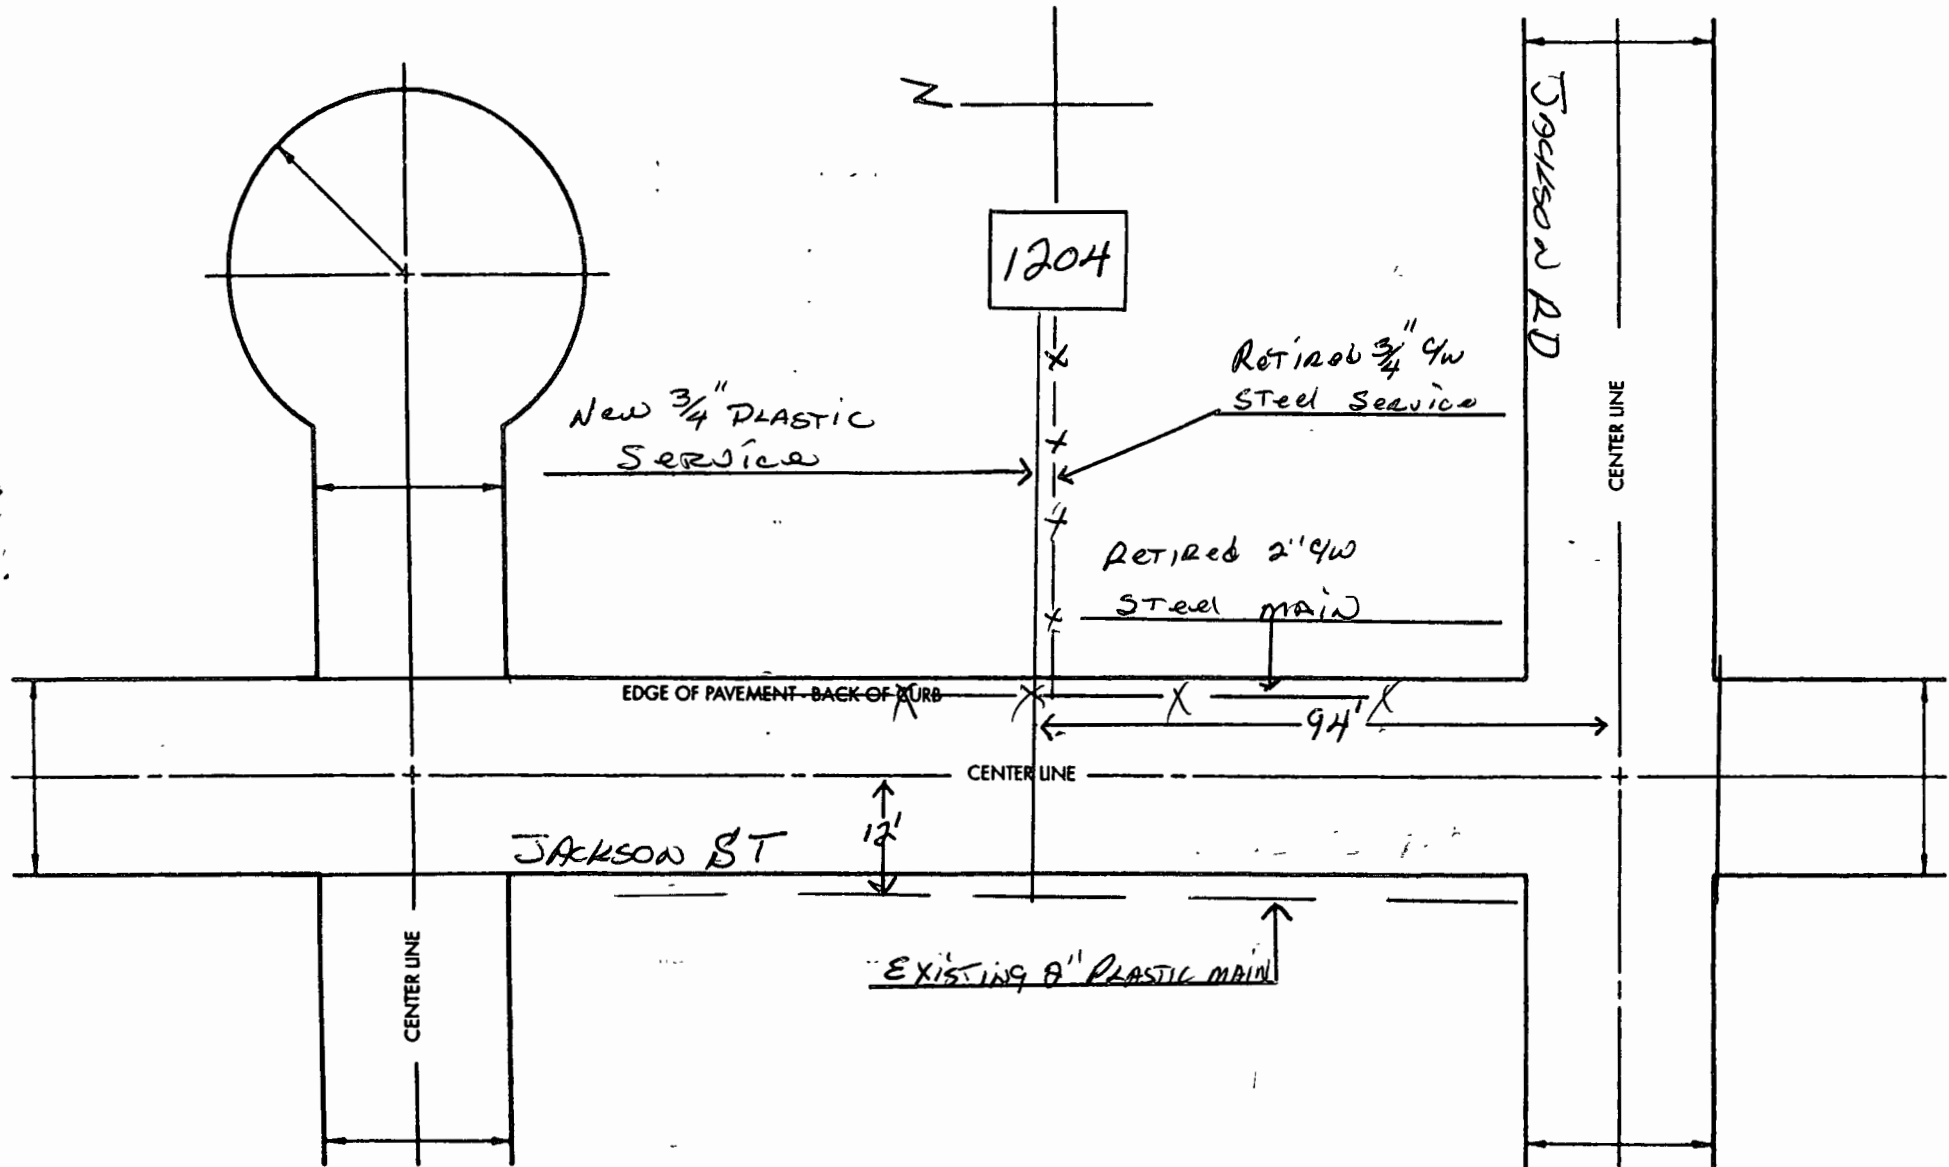 N
JACKSON RD
1204
Retired 3/4" C/W
Steel Service
New 3/4" PLASTIC
Service
CENTER LINE
Retired 2" C/W
Steel MAIN
EDGE OF PAVEMENT - BACK OF CURB
94'
CENTER LINE
JACKSON ST
12'
CENTER LINE
EXISTING PLASTIC MAIN